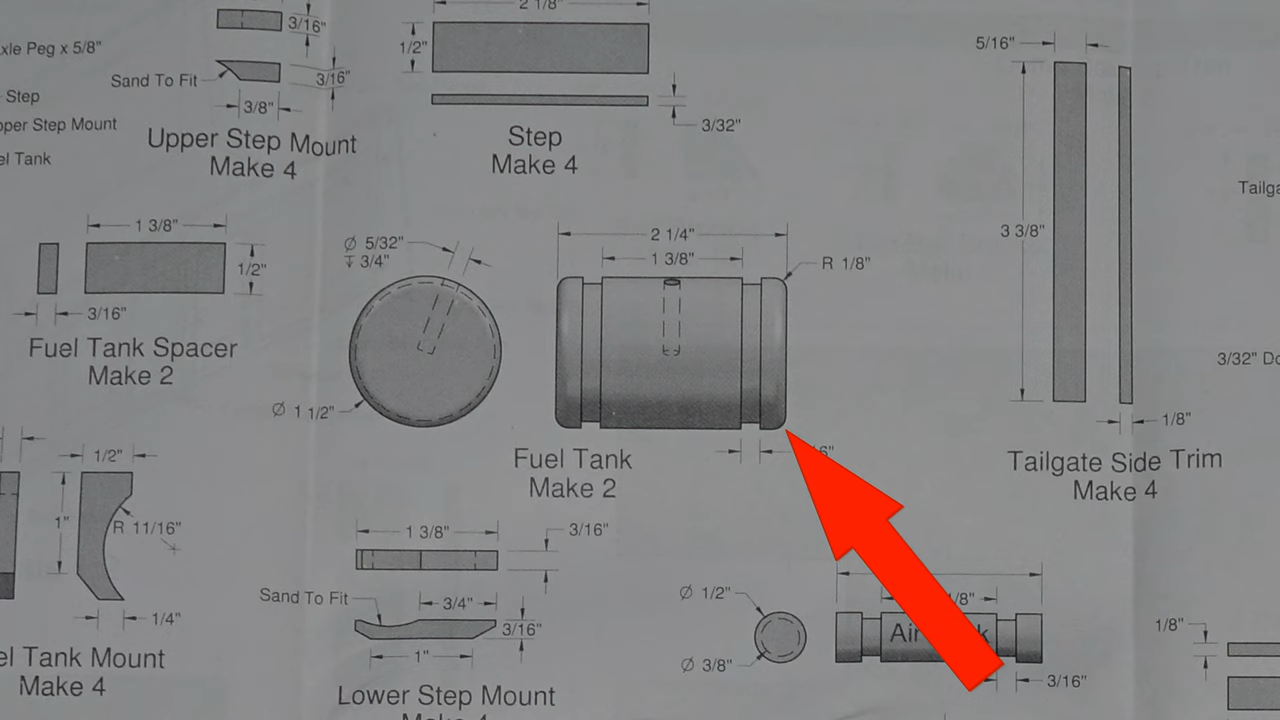 2 1/8"
3/16"
5/16"
xle Peg x 5/8"
1/2"
Sand To Fit
3/16"
Step
3/8"
3/32"
pper Step Mount
Upper Step Mount
Make 4
Step
Make 4
el Tank
Tailga
1 3/8"
Ø 5/32"
↧ 3/4"
2 1/4"
1 3/8"
R 1/8"
3 3/8"
1/2"
3/16"
Fuel Tank Spacer
Make 2
3/32" Do
Ø 1 1/2"
1/8"
Fuel Tank
Make 2
Tailgate Side Trim
Make 4
1/2"
1"
R 11/16"
1 3/8"
3/16"
Sand To Fit
3/4"
3/16"
1/4"
1"
Ø 1/2"
Ø 3/8"
3/16"
1/8"
el Tank Mount
Make 4
Lower Step Mount
Make 4